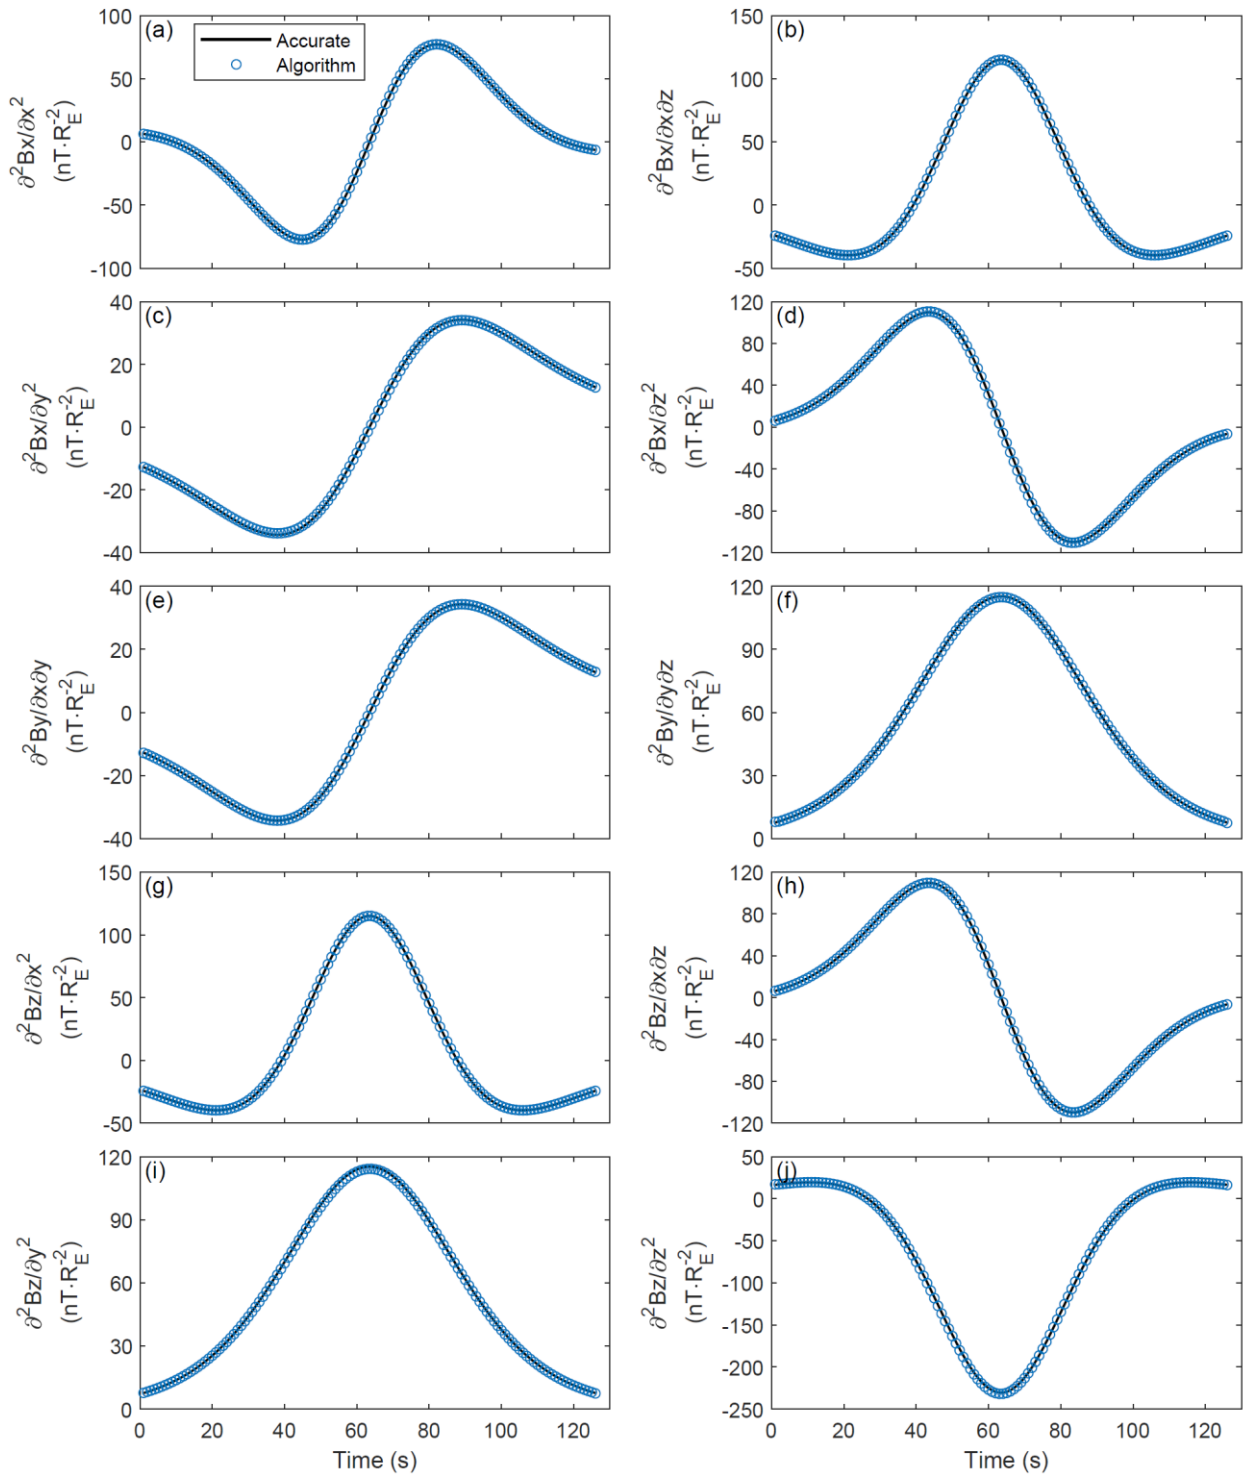 (a)
Accurate
Algorithm
∂²Bx/∂x²
(nT·R_E⁻²)
100
50
0
-50
-100
(b)
∂²Bx/∂x∂z
(nT·R_E⁻²)
150
100
50
0
-50
(c)
∂²Bx/∂y²
(nT·R_E⁻²)
40
20
0
-20
-40
(d)
∂²Bx/∂z²
(nT·R_E⁻²)
120
80
40
0
-40
-80
-120
(e)
∂²By/∂x∂y
(nT·R_E⁻²)
40
20
0
-20
-40
(f)
∂²By/∂y∂z
(nT·R_E⁻²)
120
90
60
30
0
(g)
∂²Bz/∂x²
(nT·R_E⁻²)
150
100
50
0
-50
(h)
∂²Bz/∂x∂z
(nT·R_E⁻²)
120
80
40
0
-40
-80
-120
(i)
∂²Bz/∂y²
(nT·R_E⁻²)
120
90
60
30
0
0 20 40 60 80 100 120
Time (s)
(j)
∂²Bz/∂z²
(nT·R_E⁻²)
50
0
-50
-100
-150
-200
-250
0 20 40 60 80 100 120
Time (s)